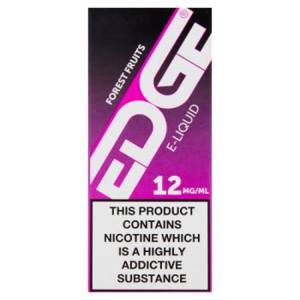 FOREST FRUITS
EDGE
E-LIQUID
12 MG/ML
THIS PRODUCT
CONTAINS
NICOTINE WHICH
IS A HIGHLY
ADDICTIVE
SUBSTANCE